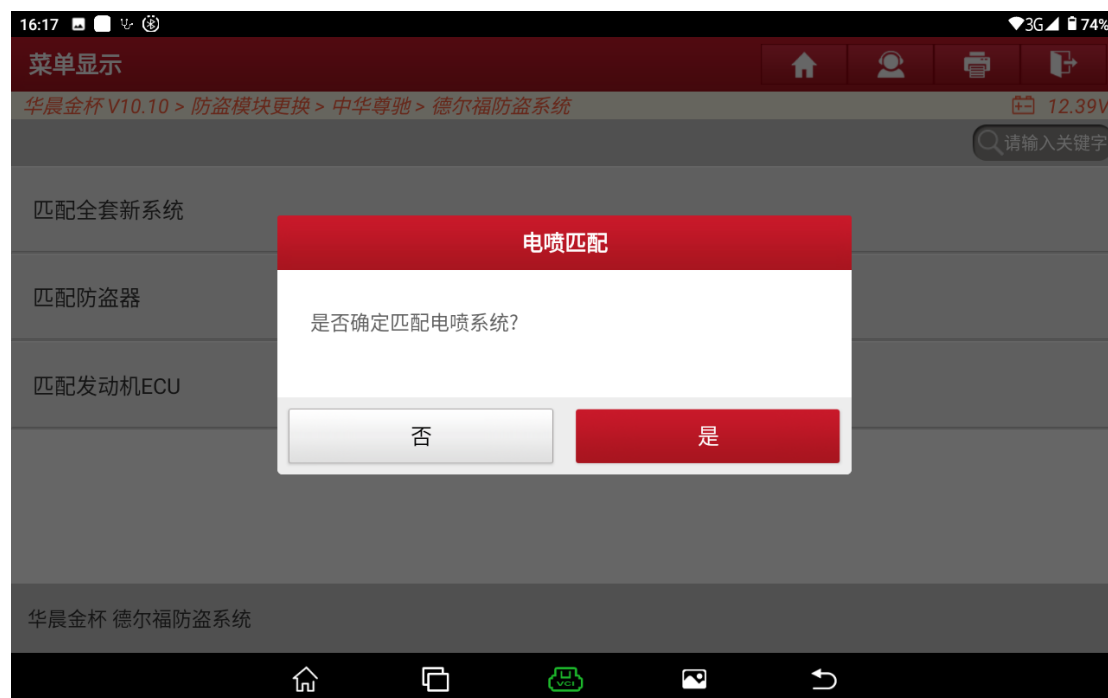 16:17 3G 74%
菜单显示
华晨金杯 V10.10 > 防盗模块更换 > 中华尊驰 > 德尔福防盗系统 12.39V
请输入关键字
匹配全套新系统
电喷匹配
匹配防盗器
是否确定匹配电喷系统?
匹配发动机ECU
否 是
华晨金杯 德尔福防盗系统
VCI